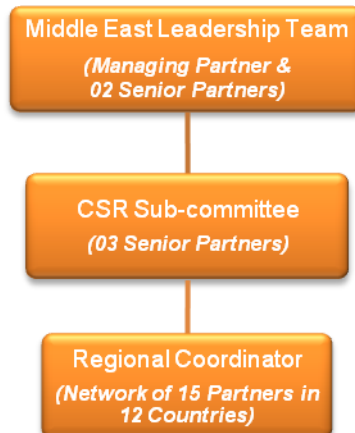 Middle East Leadership Team
(Managing Partner &
02 Senior Partners)
CSR Sub-committee
(03 Senior Partners)
Regional Coordinator
(Network of 15 Partners in
12 Countries)